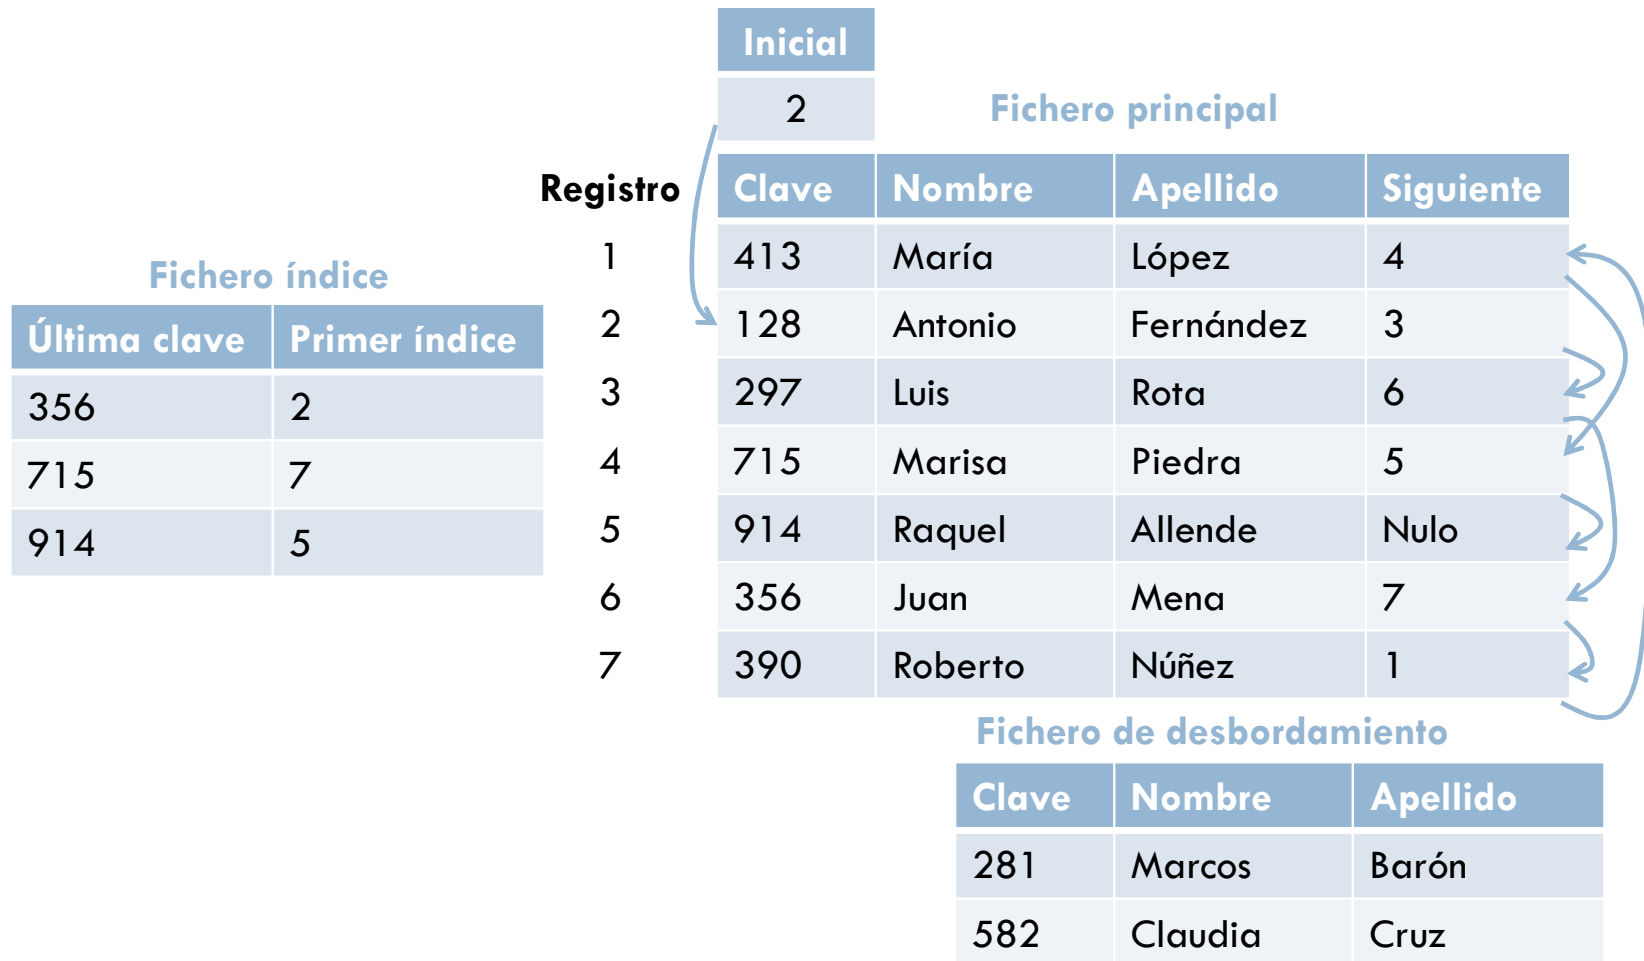 Inicial
2
Fichero principal
Registro Clave Nombre Apellido Siguiente
1 413 María López 4
2 128 Antonio Fernández 3
3 297 Luis Rota 6
4 715 Marisa Piedra 5
5 914 Raquel Allende Nulo
6 356 Juan Mena 7
7 390 Roberto Núñez 1
Fichero índice
Última clave Primer índice
356 2
715 7
914 5
Fichero de desbordamiento
Clave Nombre Apellido
281 Marcos Barón
582 Claudia Cruz